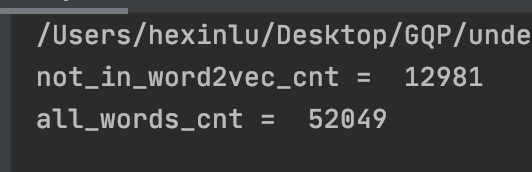 /Users/hexinlu/Desktop/GQP/unde
not_in_word2vec_cnt =  12981
all_words_cnt =  52049